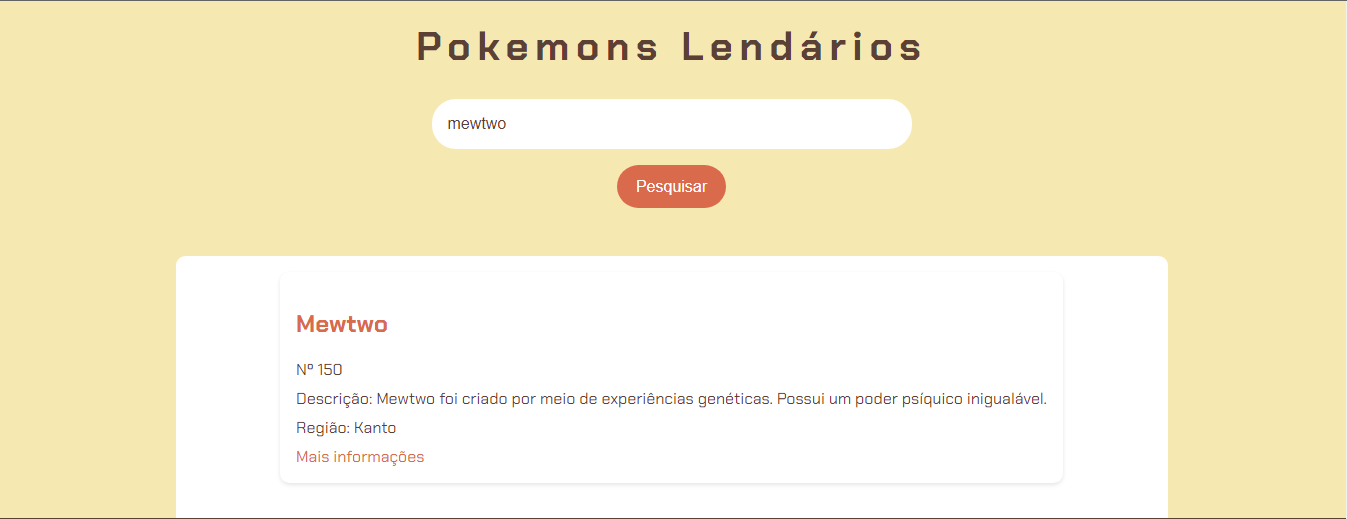 Pokemons Lendários
mewtwo
Pesquisar
Mewtwo
Nº 150
Descrição: Mewtwo foi criado por meio de experiências genéticas. Possui um poder psíquico inigualável.
Região: Kanto
Mais informações